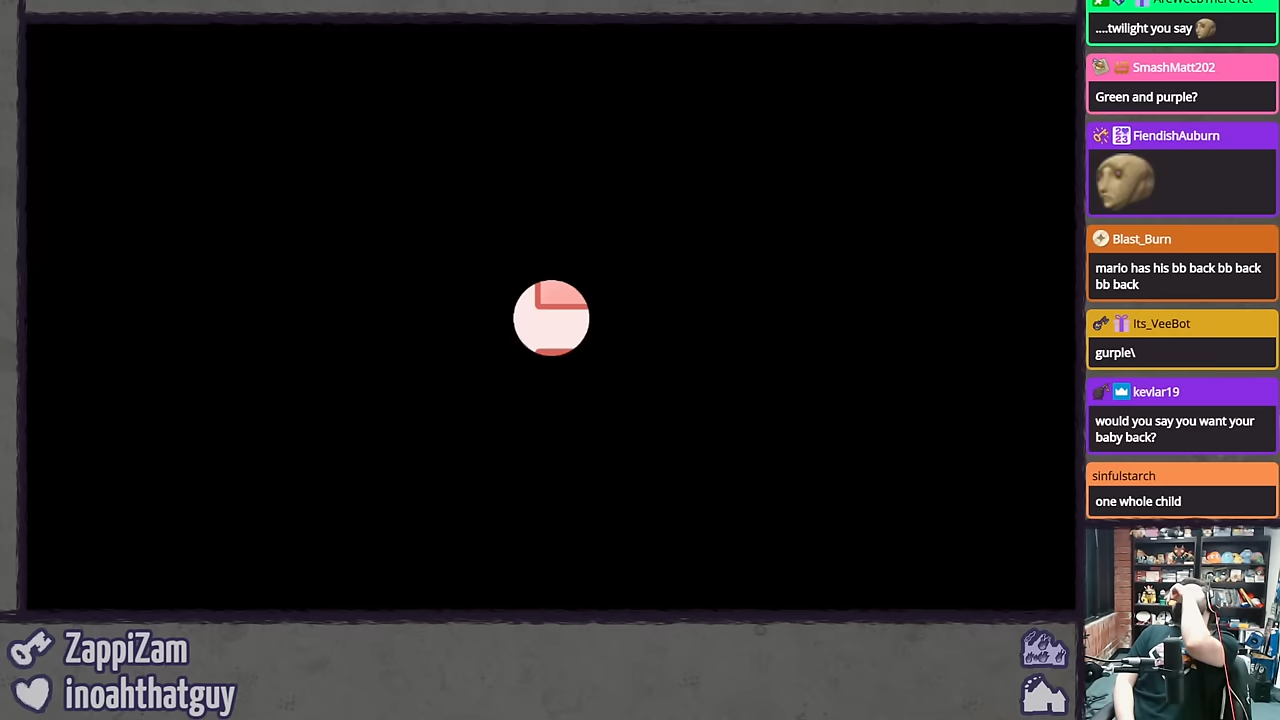 ....twilight you say
SmashMatt202
Green and purple?
FiendishAuburn
Blast_Burn
mario has his bb back bb back
bb back
Its_VeeBot
gurple\
kevlar19
would you say you want your
baby back?
sinfulstarch
one whole child
ZappiZam
inoahthatguy